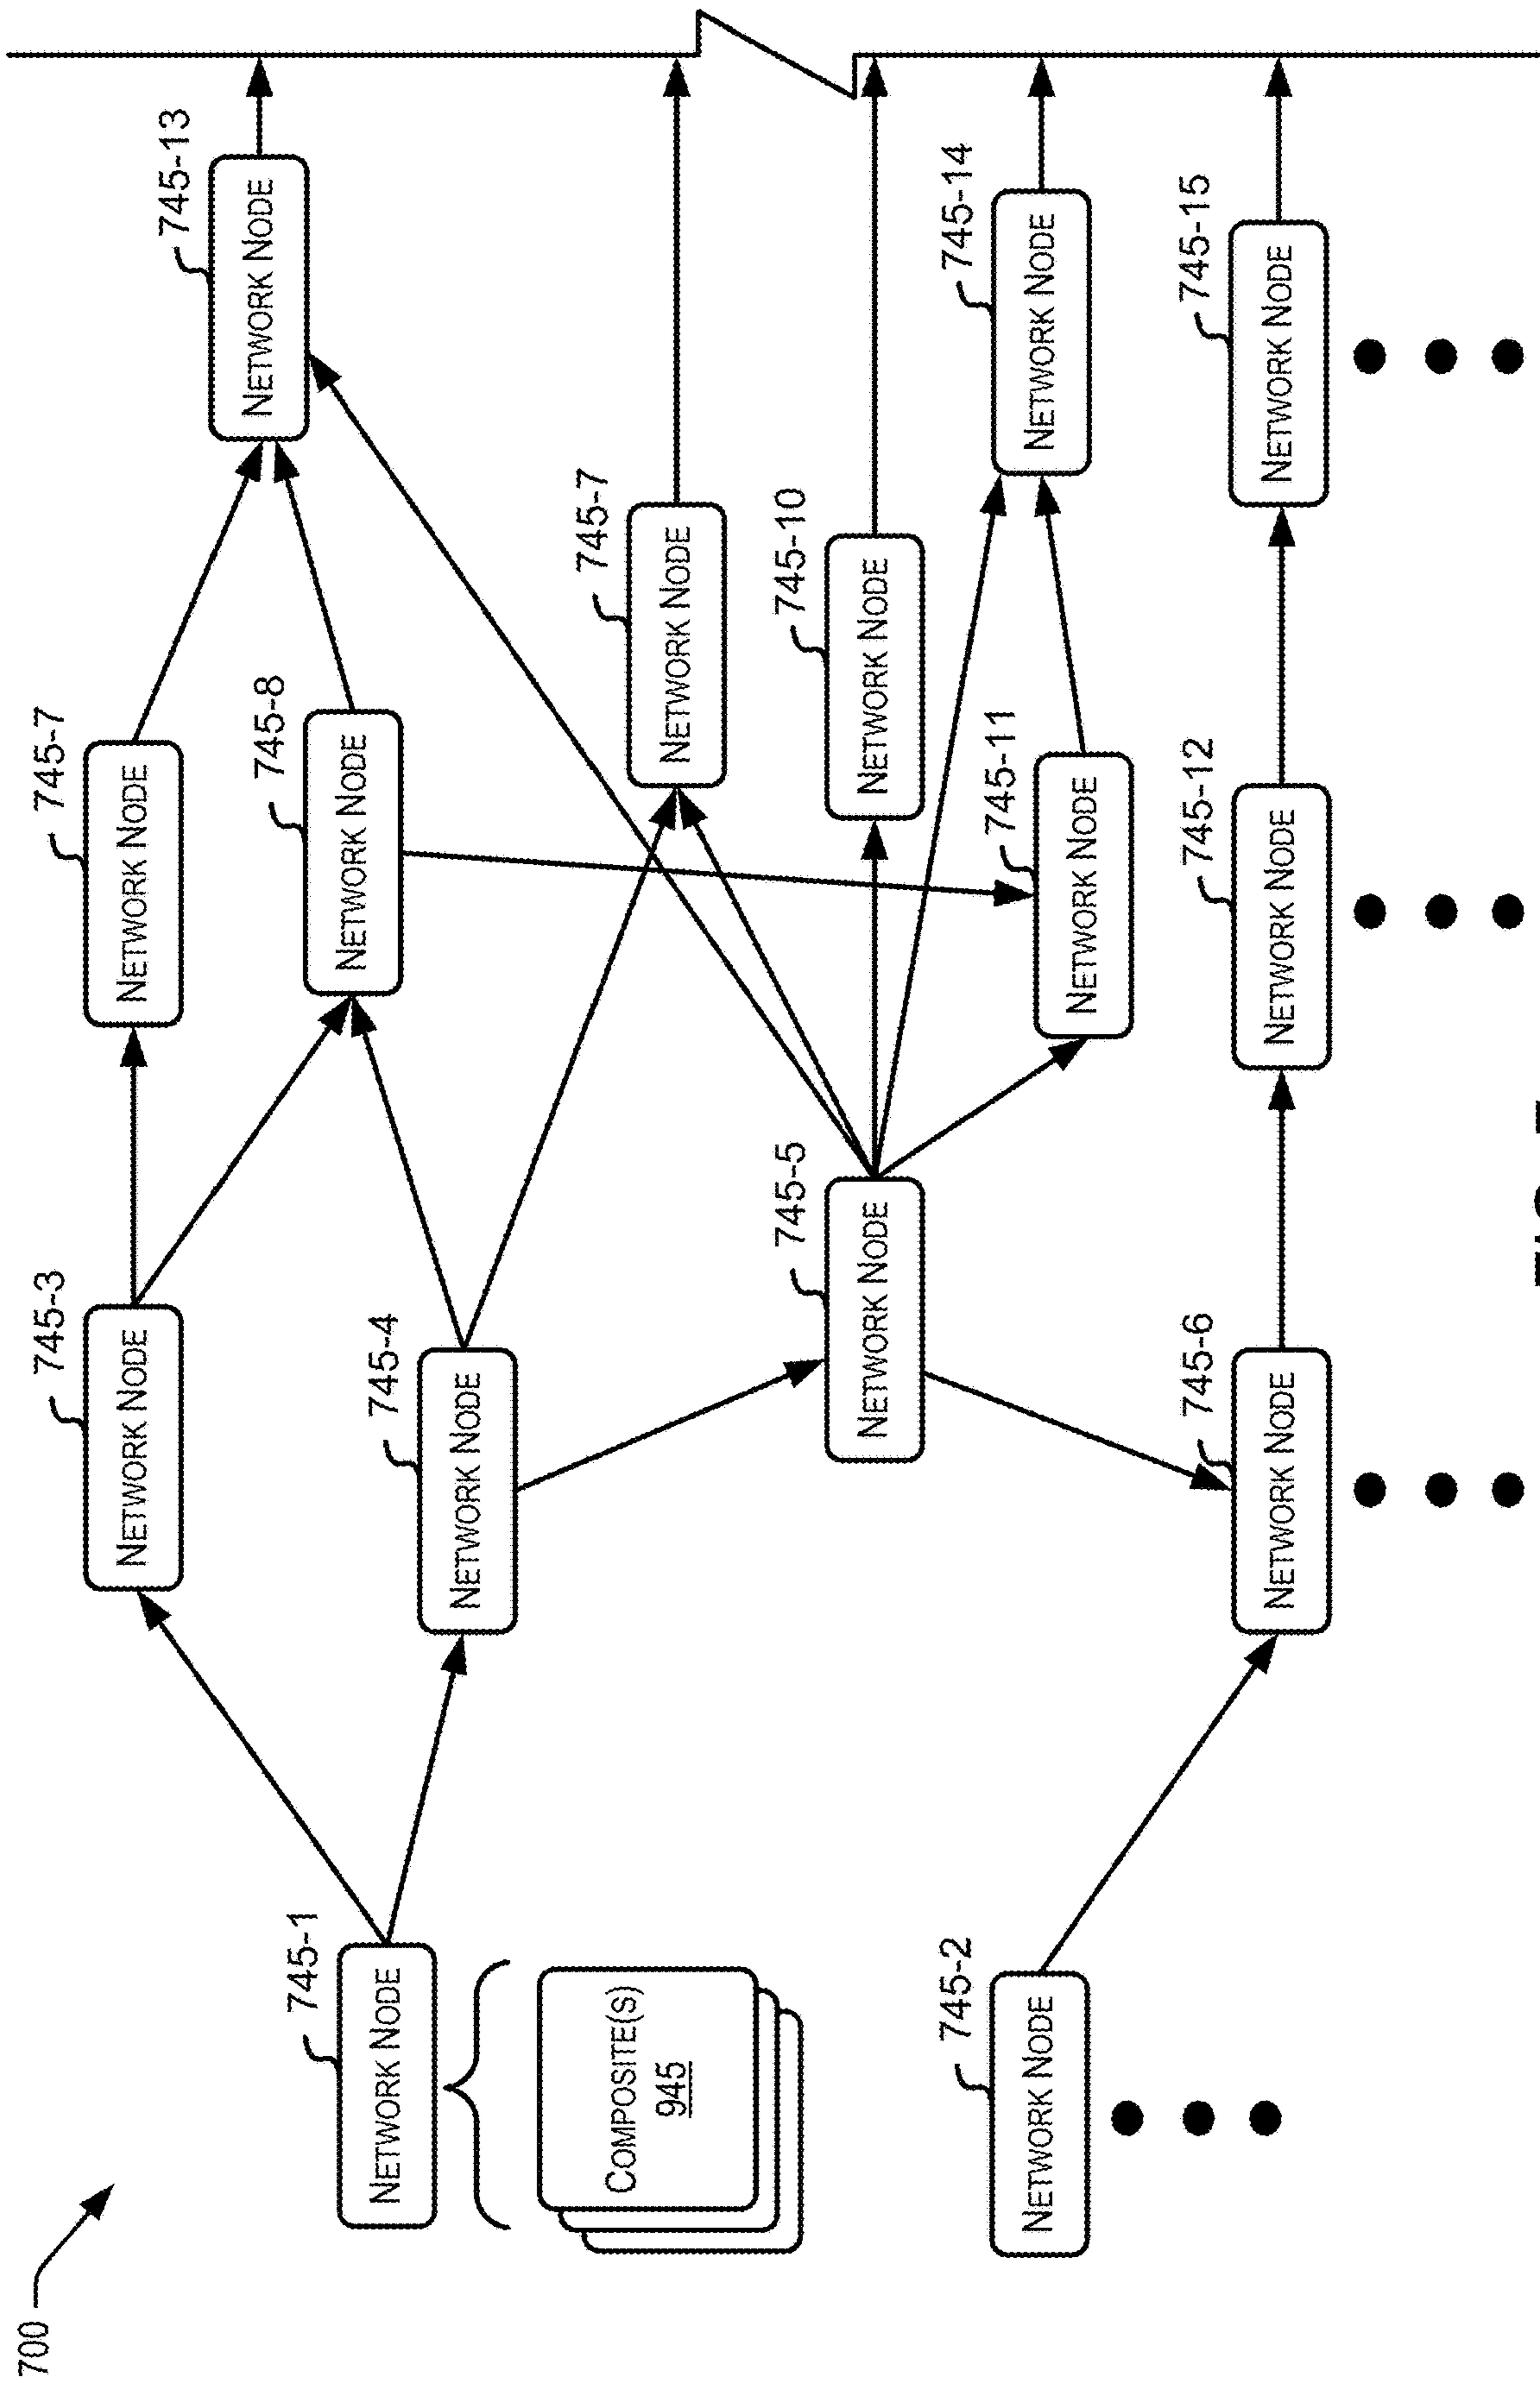 700
745-1
NETWORK NODE
COMPOSITE(S)
945
745-2
NETWORK NODE
745-3
NETWORK NODE
745-4
NETWORK NODE
745-5
NETWORK NODE
745-6
NETWORK NODE
745-7
NETWORK NODE
745-8
NETWORK NODE
745-7
NETWORK NODE
745-10
NETWORK NODE
745-11
NETWORK NODE
745-12
NETWORK NODE
745-13
NETWORK NODE
745-14
NETWORK NODE
745-15
NETWORK NODE